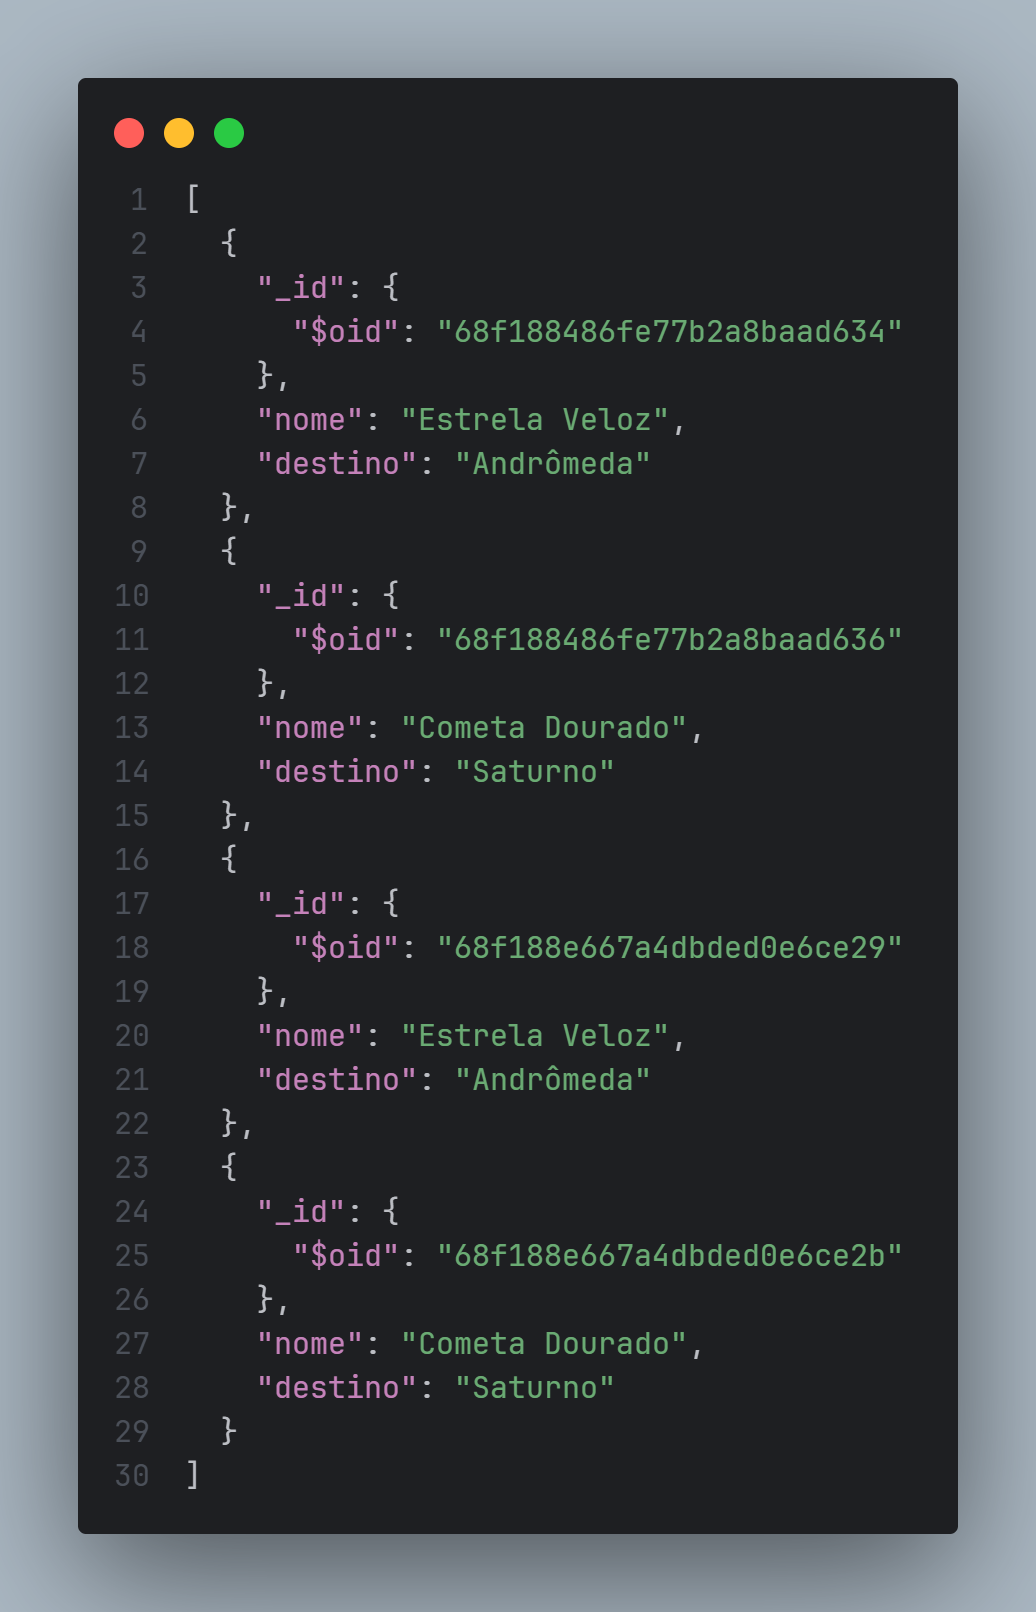 1 [
2   {
3     "_id": {
4       "$oid": "68f188486fe77b2a8baad634"
5     },
6     "nome": "Estrela Veloz",
7     "destino": "Andrômeda"
8   },
9   {
10     "_id": {
11       "$oid": "68f188486fe77b2a8baad636"
12     },
13     "nome": "Cometa Dourado",
14     "destino": "Saturno"
15   },
16   {
17     "_id": {
18       "$oid": "68f188e667a4dbded0e6ce29"
19     },
20     "nome": "Estrela Veloz",
21     "destino": "Andrômeda"
22   },
23   {
24     "_id": {
25       "$oid": "68f188e667a4dbded0e6ce2b"
26     },
27     "nome": "Cometa Dourado",
28     "destino": "Saturno"
29   }
30 ]